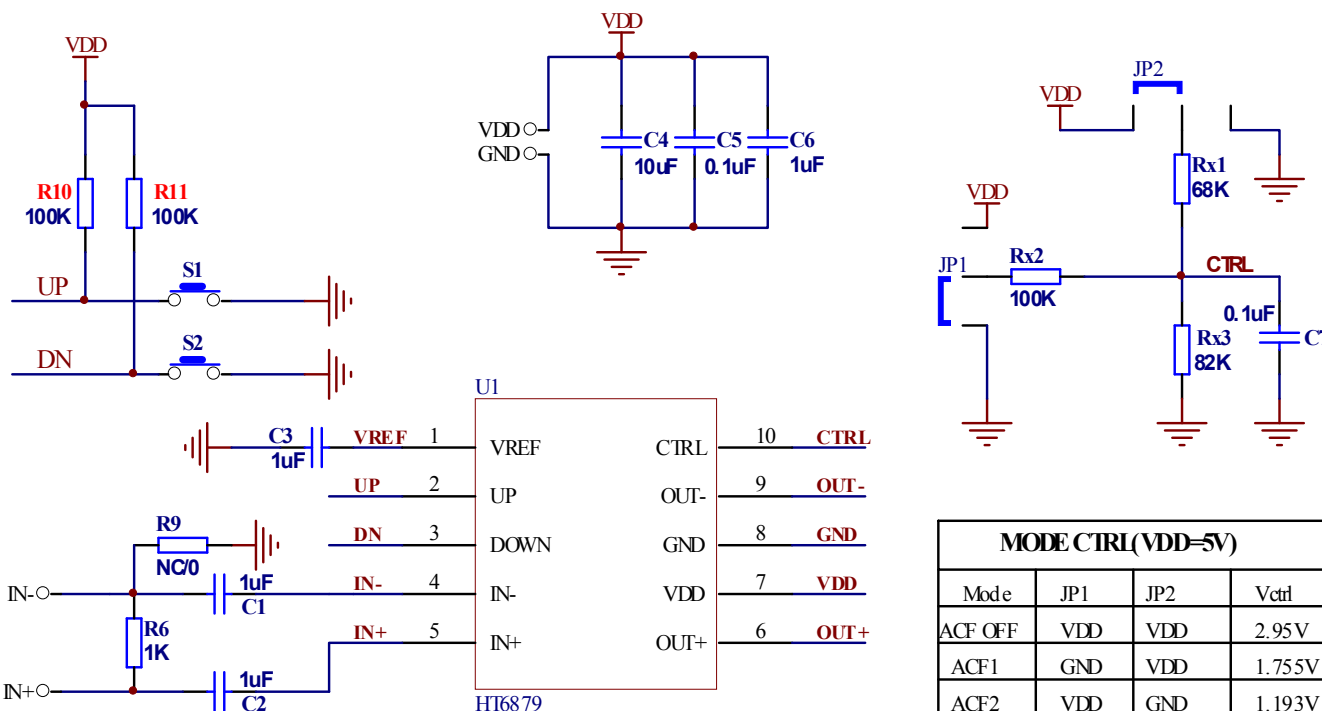 VDD
R10
100K
R11
100K
UP
S1
DN
S2
VDD
VDD
GND
C4
10uF
C5
0.1uF
C6
1uF
JP2
VDD
Rx1
68K
VDD
JP1
Rx2
100K
CTRL
0.1uF
Rx3
82K
U1
C3
1uF
VREF 1 VREF
UP 2 UP
DN 3 DOWN
IN- 4 IN-
IN+ 5 IN+
CTRL 10 CTRL
OUT- 9 OUT-
GND 8 GND
VDD 7 VDD
OUT+ 6 OUT+
HT6879
R9
NC/0
IN-
1uF
C1
R6
1K
IN+
1uF
C2
MODE CTRL(VDD=5V)
Mode JP1 JP2 Vctrl
ACF OFF VDD VDD 2.95V
ACF1 GND VDD 1.755V
ACF2 VDD GND 1.193V